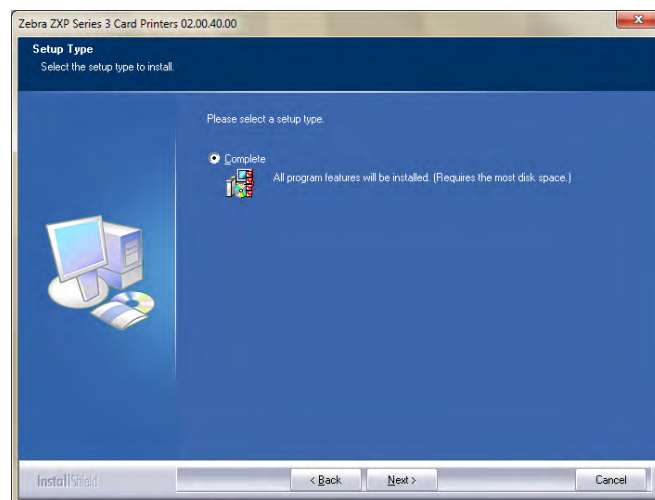 Zebra ZXP Series 3 Card Printers 02.00.40.00
Setup Type
Select the setup type to install.
Please select a setup type.
Complete
All program features will be installed. (Requires the most disk space.)
InstallShield
< Back Next > Cancel